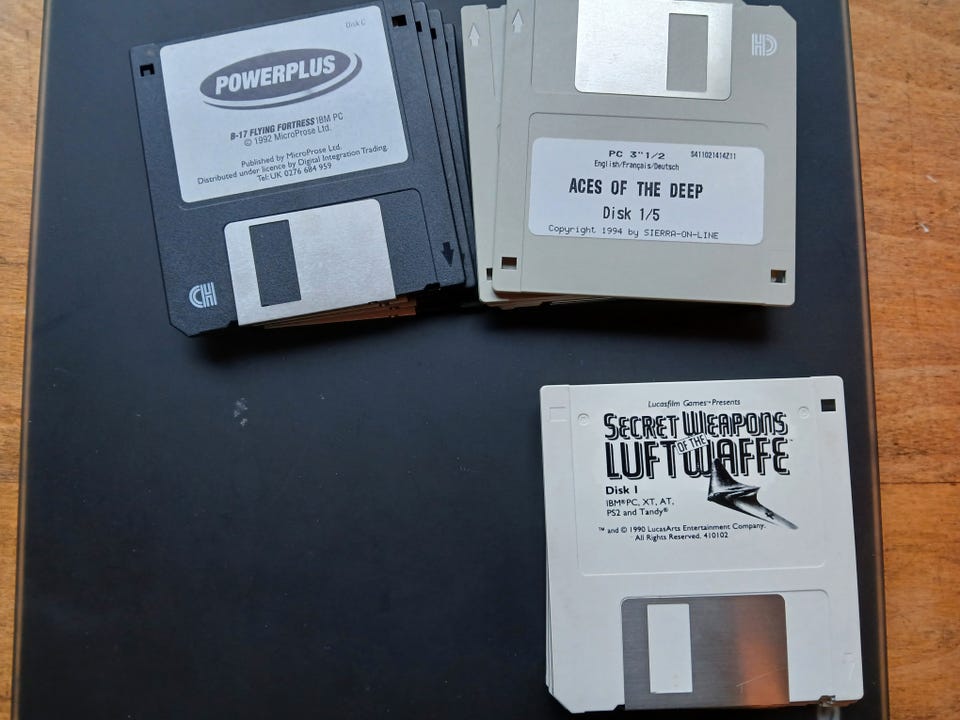 Disk C
POWERPLUS
B-17 FLYING FORTRESS IBM PC
© 1992 MicroProse Ltd.
Published by MicroProse Ltd.
Distributed under licence by Digital Integration Trading.
Tel: UK 0276 684 959
HD
PC 3"1/2 S411021414Z11
English/Français/Deutsch
ACES OF THE DEEP
Disk 1/5
Copyright 1994 by SIERRA-ON-LINE
Lucasfilm Games™ Presents
SECRET WEAPONS
OF THE
LUFTWAFFE™
Disk 1
IBM® PC, XT, AT,
PS2 and Tandy®
™ and © 1990 LucasArts Entertainment Company.
All Rights Reserved. 410102